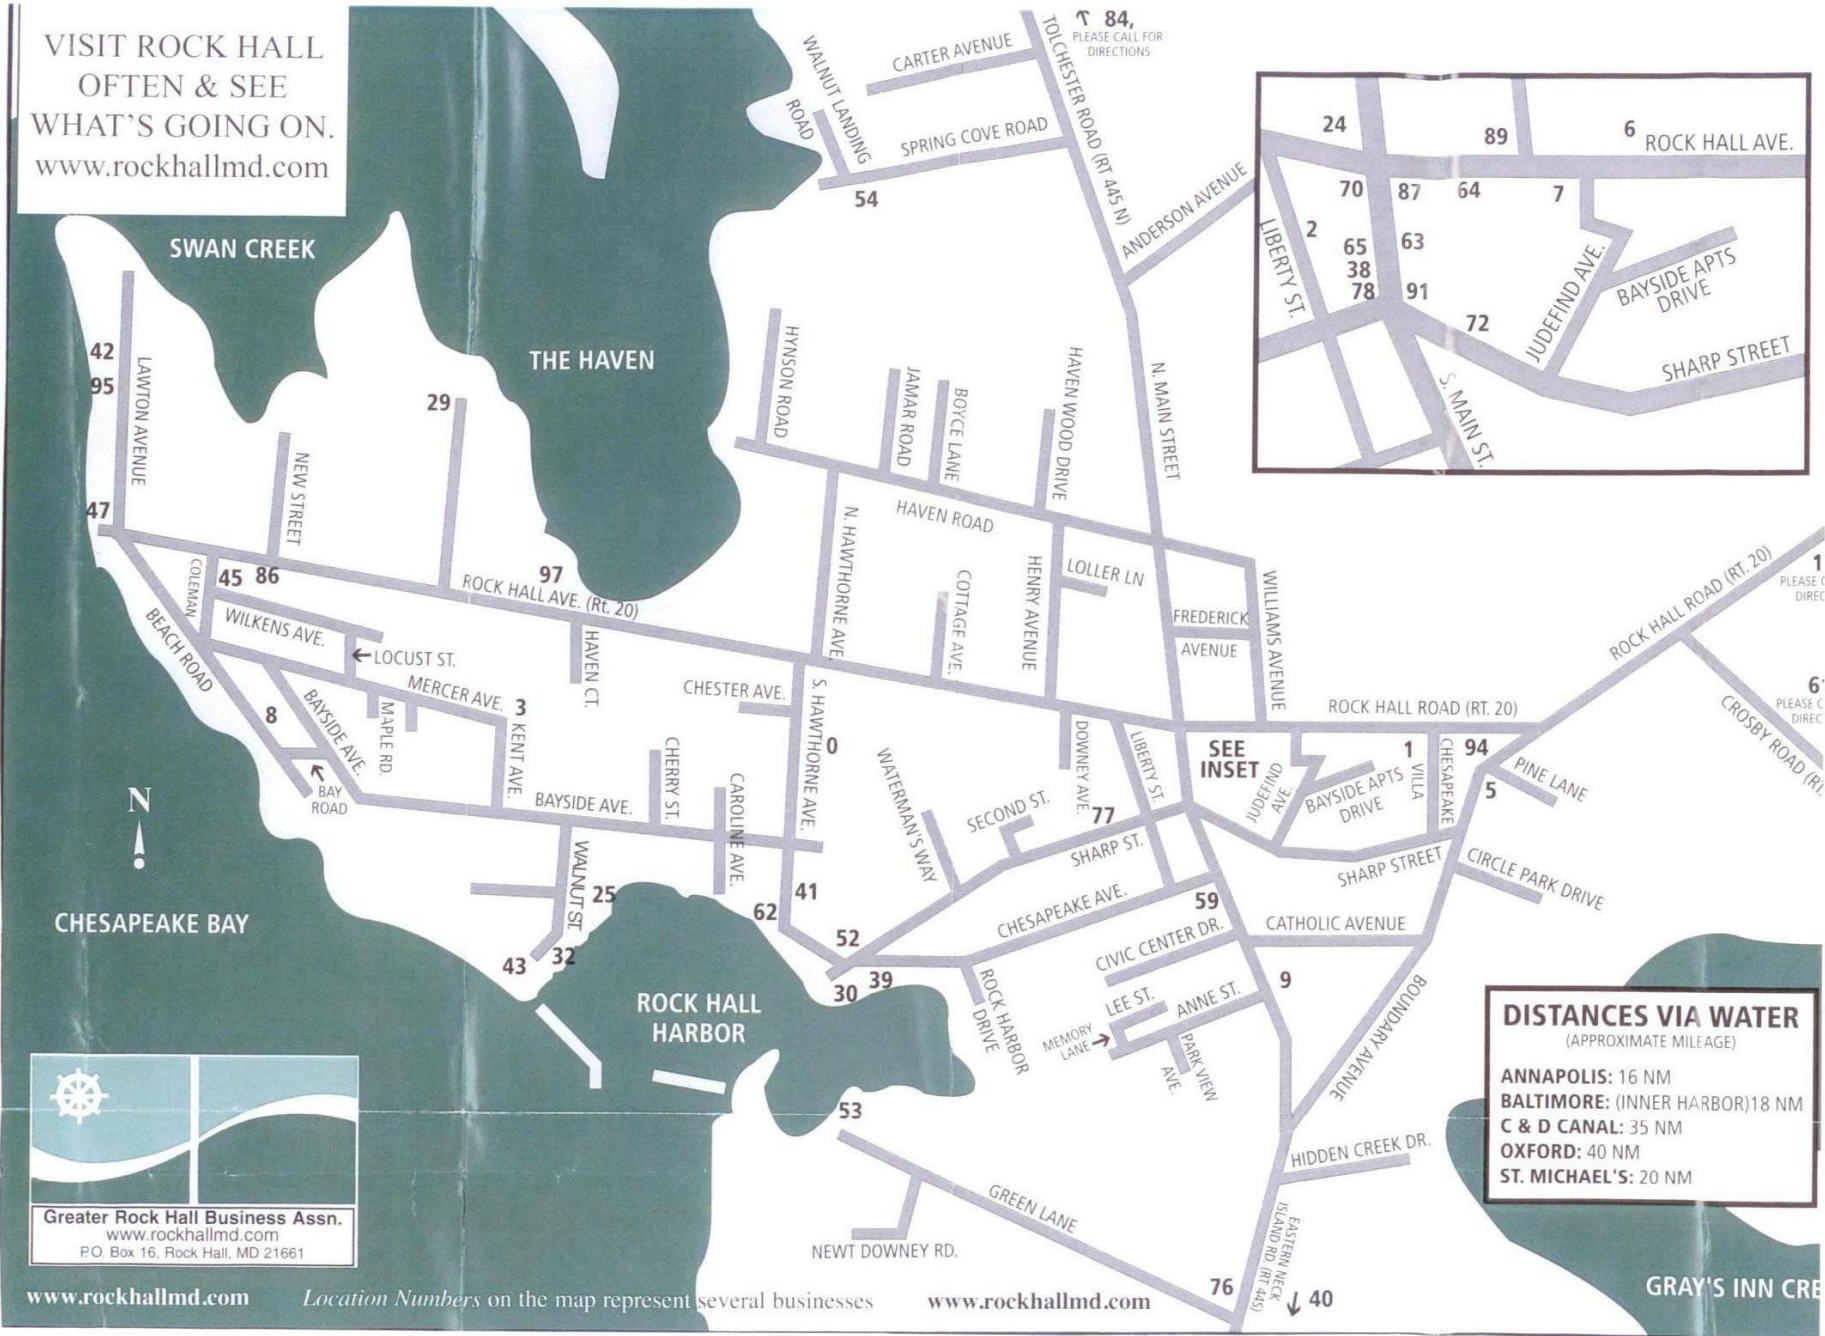 VISIT ROCK HALL
OFTEN & SEE
WHAT'S GOING ON.
www.rockhallmd.com
SWAN CREEK
THE HAVEN
CHESAPEAKE BAY
ROCK HALL
HARBOR
GRAY'S INN CRE
N
84,
PLEASE CALL FOR
DIRECTIONS
CARTER AVENUE
WALNUT LANDING
ROAD
SPRING COVE ROAD
54
TOLCHESTER ROAD (RT 445 N)
ANDERSON AVENUE
24
89
6
ROCK HALL AVE.
70
87
64
7
2
65
63
38
78
91
72
LIBERTY ST.
JUDEFIND AVE.
BAYSIDE APTS
DRIVE
SHARP STREET
S. MAIN ST.
42
95
LAWTON AVENUE
47
29
NEW STREET
HYNSON ROAD
JAMAR ROAD
BOYCE LANE
HAVEN WOOD DRIVE
N. MAIN STREET
HAVEN ROAD
N. HAWTHORNE AVE.
COTTAGE AVE.
HENRY AVENUE
LOLLER LN
FREDERICK
AVENUE
WILLIAMS AVENUE
COLEMAN
45
86
97
ROCK HALL AVE. (Rt. 20)
WILKENS AVE.
LOCUST ST.
BEACH ROAD
MERCER AVE.
3
HAVEN CT.
CHESTER AVE.
8
BAYSIDE AVE.
MAPLE RD.
KENT AVE.
BAY
ROAD
BAYSIDE AVE.
CHERRY ST.
CAROLINE AVE.
S. HAWTHORNE AVE.
0
WATERMAN'S WAY
SECOND ST.
DOWNEY AVE.
77
LIBERTY ST.
SHARP ST.
SEE
INSET
JUDEFIND
AVE.
BAYSIDE APTS
DRIVE
ROCK HALL ROAD (RT. 20)
1
VILLA
CHESAPEAKE
94
5
PINE LANE
ROCK HALL ROAD (RT. 20)
1
PLEASE C
DIREC
6
PLEASE C
DIREC
CROSBY ROAD (R
SHARP STREET
CIRCLE PARK DRIVE
WALNUT ST.
25
41
62
52
43
32
30
39
CHESAPEAKE AVE.
59
CIVIC CENTER DR.
CATHOLIC AVENUE
9
ROCK HARBOR
DRIVE
LEE ST.
ANNE ST.
MEMORY
LANE
PARK VIEW
AVE.
BOUNDARY AVENUE
53
HIDDEN CREEK DR.
GREEN LANE
NEWT DOWNEY RD.
76
EASTERN NECK
ISLAND RD. (RT 445)
40
DISTANCES VIA WATER
(APPROXIMATE MILEAGE)
ANNAPOLIS: 16 NM
BALTIMORE: (INNER HARBOR)18 NM
C & D CANAL: 35 NM
OXFORD: 40 NM
ST. MICHAEL'S: 20 NM
Greater Rock Hall Business Assn.
www.rockhallmd.com
P.O. Box 16, Rock Hall, MD 21661
www.rockhallmd.com
Location Numbers on the map represent several businesses
www.rockhallmd.com